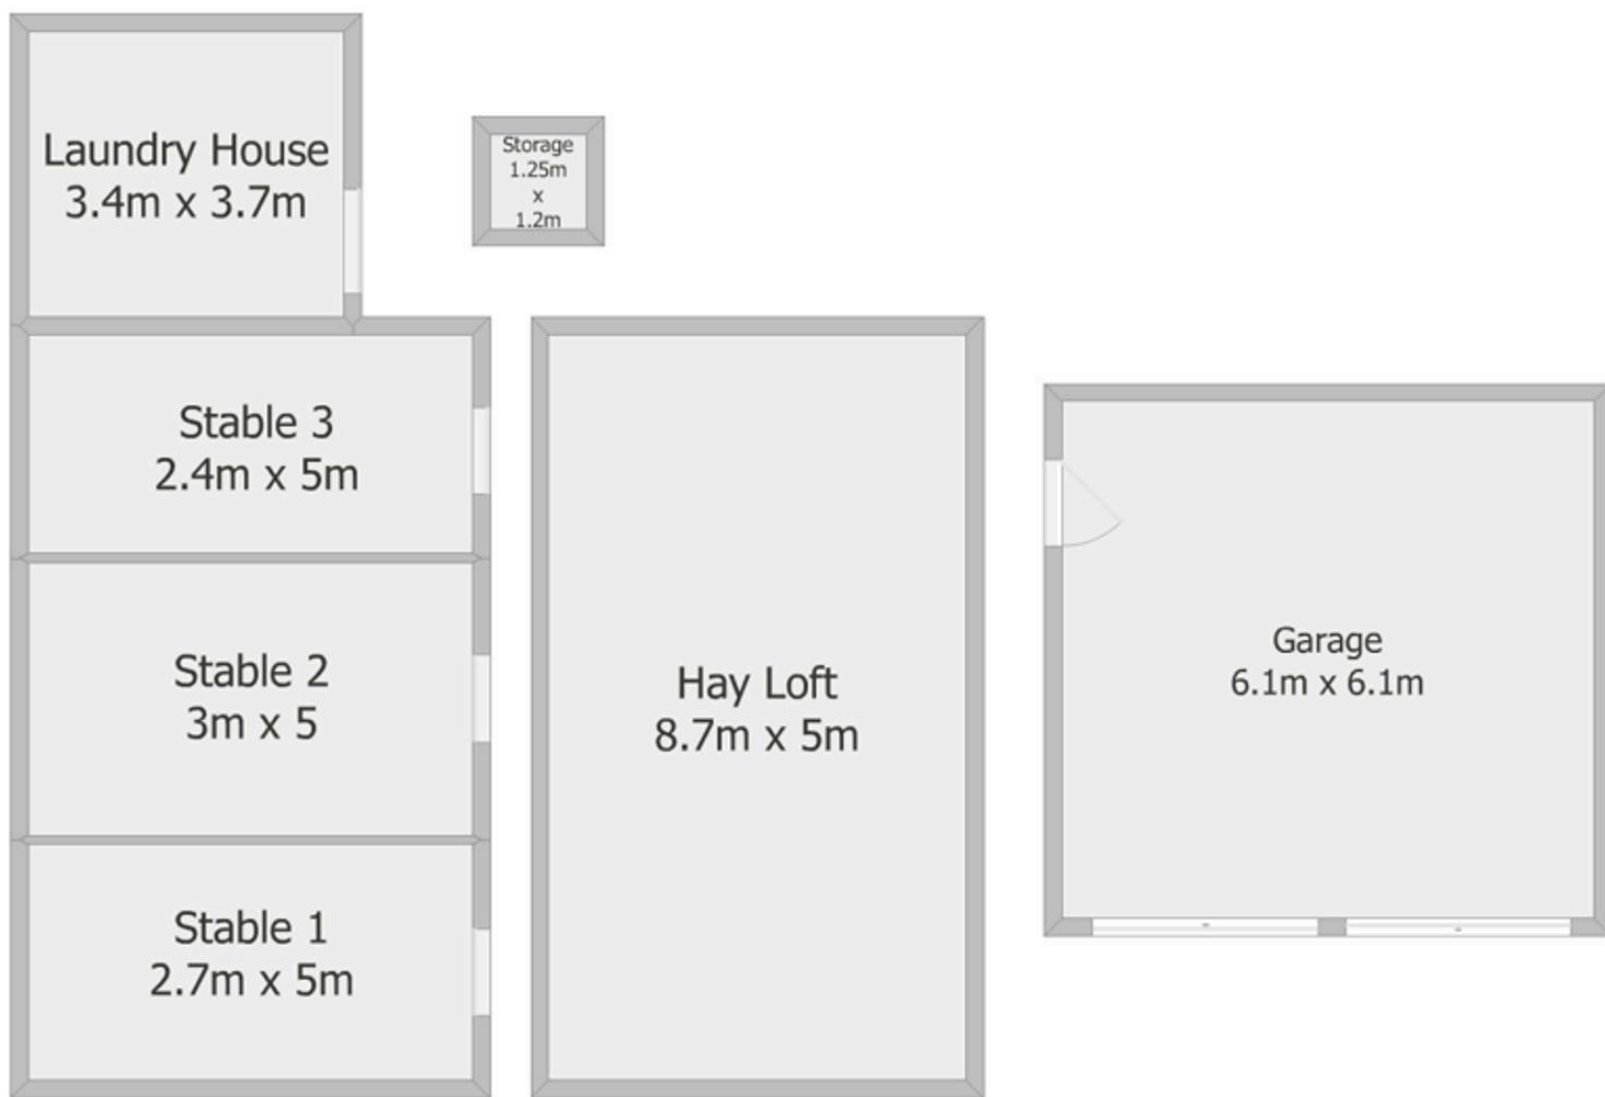 Laundry House
3.4m x 3.7m
Storage
1.25m
x
1.2m
Stable 3
2.4m x 5m
Stable 2
3m x 5
Stable 1
2.7m x 5m
Hay Loft
8.7m x 5m
Garage
6.1m x 6.1m